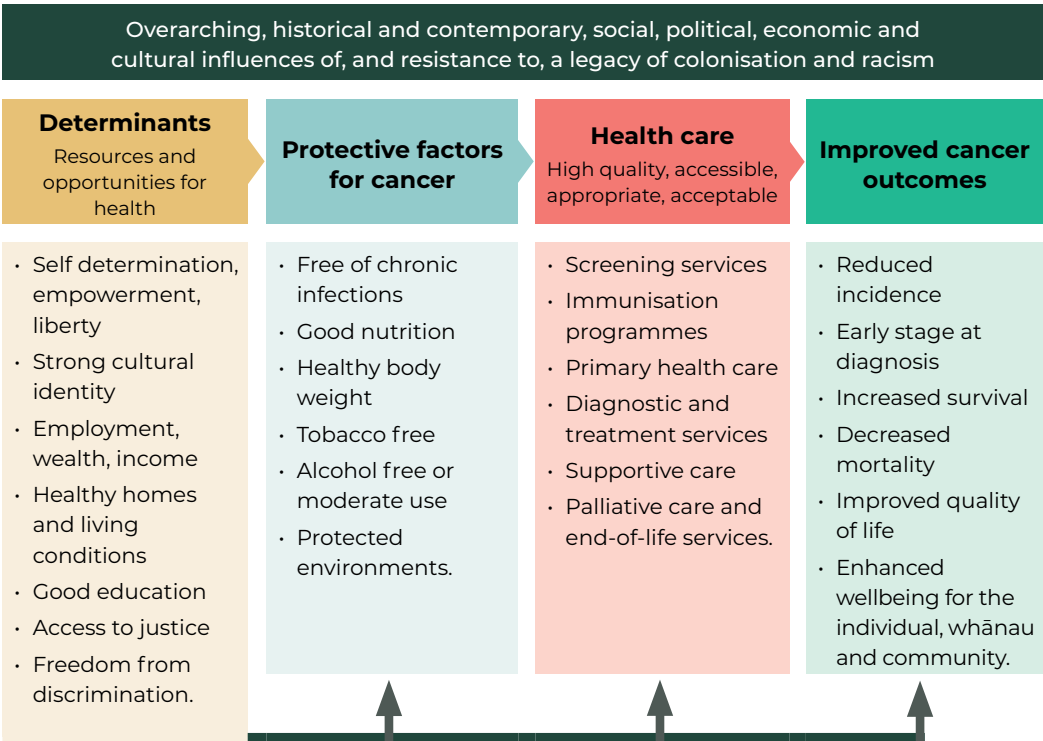 Overarching, historical and contemporary, social, political, economic and
cultural influences of, and resistance to, a legacy of colonisation and racism
Determinants
Resources and
opportunities for
health
• Self determination,
empowerment,
liberty
• Strong cultural
identity
• Employment,
wealth, income
• Healthy homes
and living
conditions
• Good education
• Access to justice
• Freedom from
discrimination.
Protective factors
for cancer
• Free of chronic
infections
• Good nutrition
• Healthy body
weight
• Tobacco free
• Alcohol free or
moderate use
• Protected
environments.
Health care
High quality, accessible,
appropriate, acceptable
• Screening services
• Immunisation
programmes
• Primary health care
• Diagnostic and
treatment services
• Supportive care
• Palliative care and
end-of-life services.
Improved cancer
outcomes
• Reduced
incidence
• Early stage at
diagnosis
• Increased survival
• Decreased
mortality
• Improved quality
of life
• Enhanced
wellbeing for the
individual, whānau
and community.